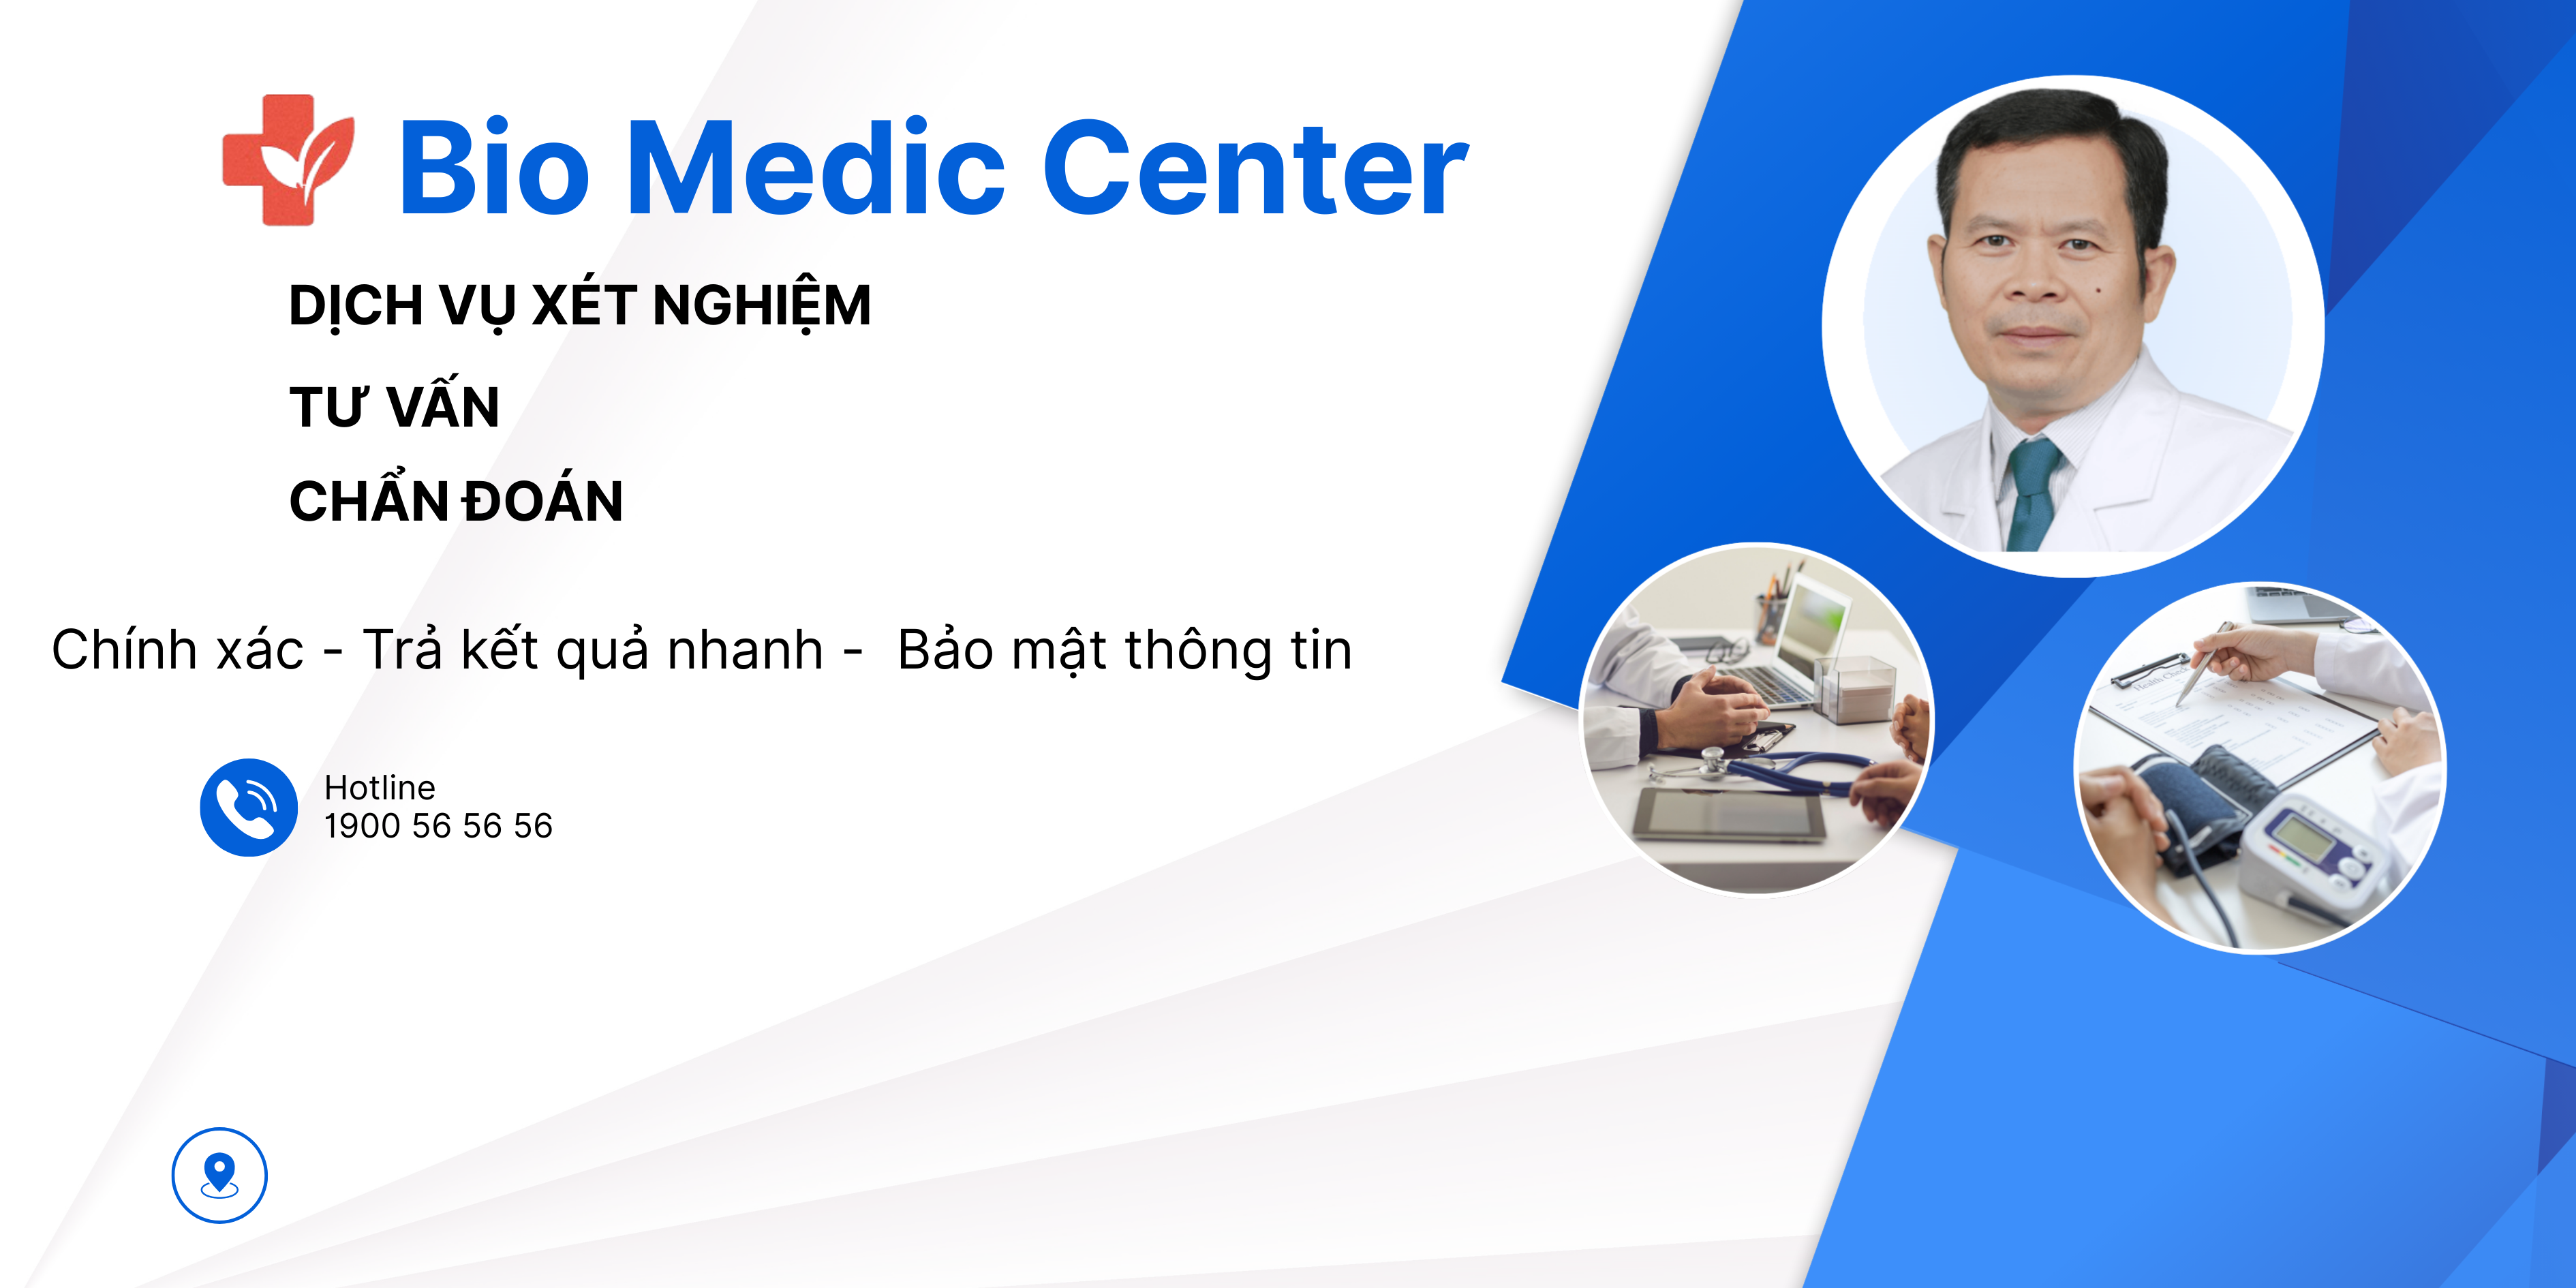 Bio Medic Center
DỊCH VỤ XÉT NGHIỆM
TƯ VẤN
CHẨN ĐOÁN
Chính xác - Trả kết quả nhanh - Bảo mật thông tin
Hotline
1900 56 56 56